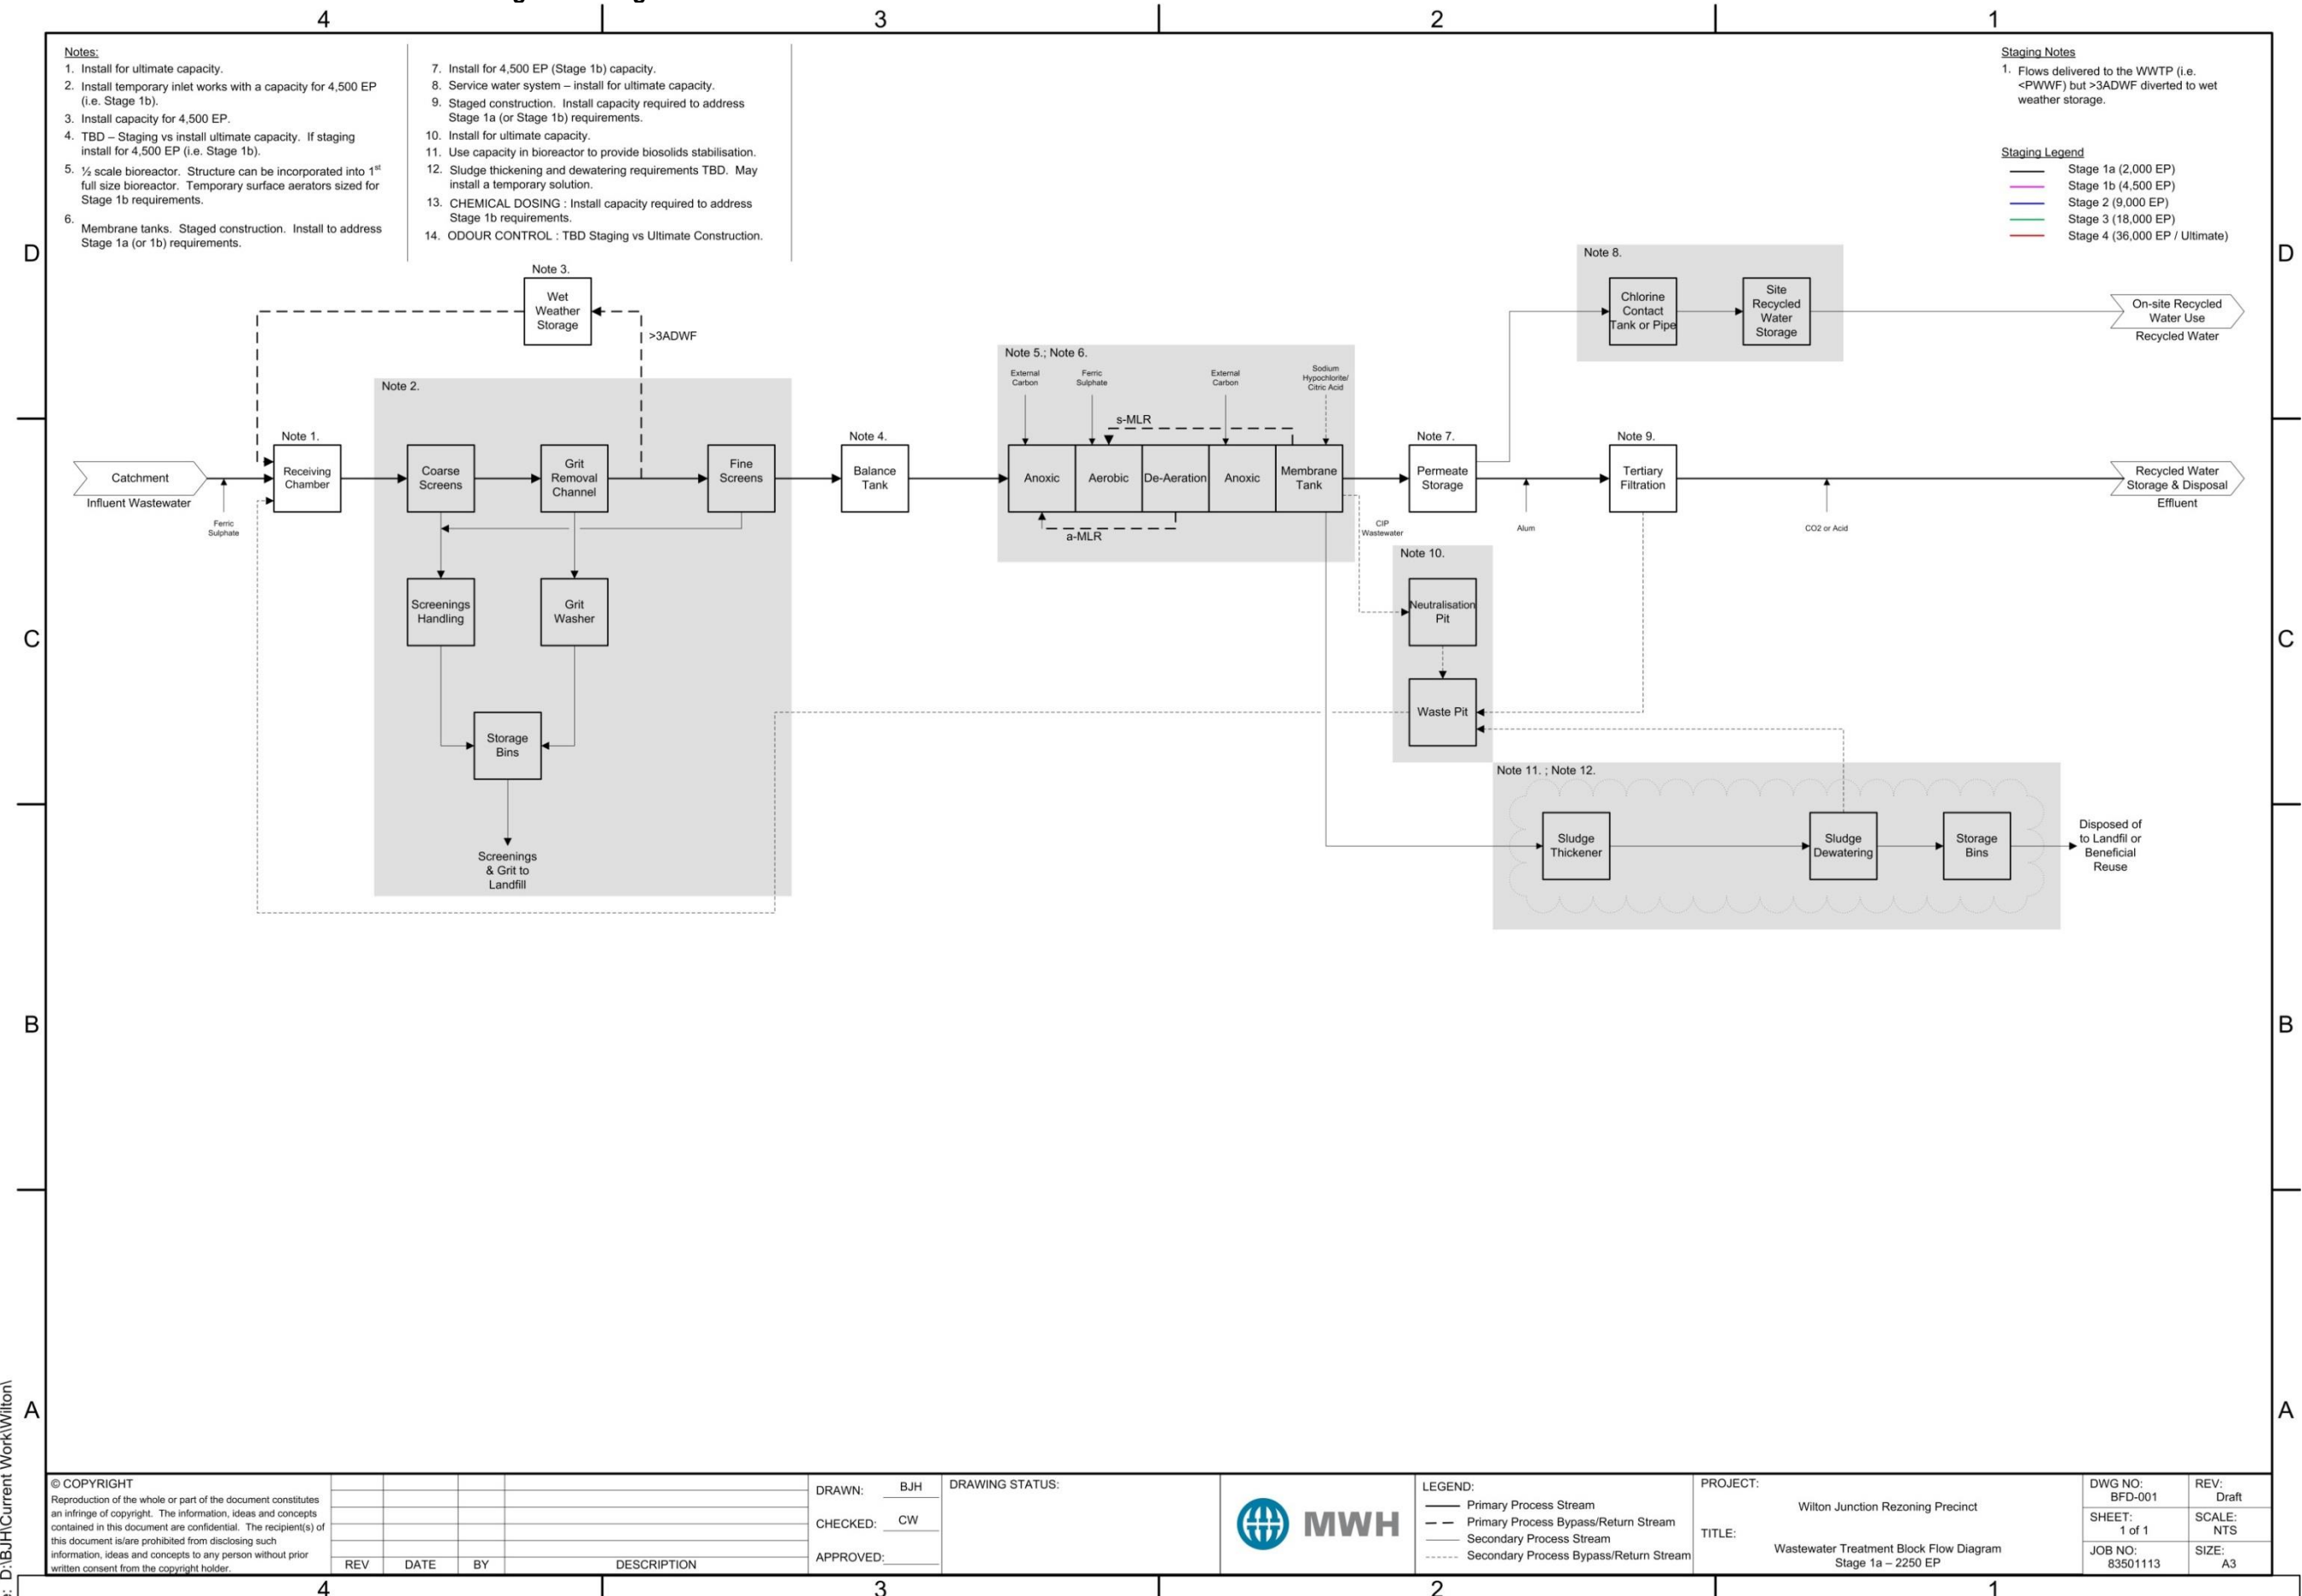 4
3
2
1
Notes:
1. Install for ultimate capacity.
2. Install temporary inlet works with a capacity for 4,500 EP
(i.e. Stage 1b).
3. Install capacity for 4,500 EP.
4. TBD – Staging vs install ultimate capacity. If staging
install for 4,500 EP (i.e. Stage 1b).
5. ½ scale bioreactor. Structure can be incorporated into 1st
full size bioreactor. Temporary surface aerators sized for
Stage 1b requirements.
6.
Membrane tanks. Staged construction. Install to address
Stage 1a (or 1b) requirements.
7. Install for 4,500 EP (Stage 1b) capacity.
8. Service water system – install for ultimate capacity.
9. Staged construction. Install capacity required to address
Stage 1a (or Stage 1b) requirements.
10. Install for ultimate capacity.
11. Use capacity in bioreactor to provide biosolids stabilisation.
12. Sludge thickening and dewatering requirements TBD. May
install a temporary solution.
13. CHEMICAL DOSING : Install capacity required to address
Stage 1b requirements.
14. ODOUR CONTROL : TBD Staging vs Ultimate Construction.
Staging Notes
1. Flows delivered to the WWTP (i.e.
<PWWF) but >3ADWF diverted to wet
weather storage.
Staging Legend
Stage 1a (2,000 EP)
Stage 1b (4,500 EP)
Stage 2 (9,000 EP)
Stage 3 (18,000 EP)
Stage 4 (36,000 EP / Ultimate)
D
D
Note 3.
Wet
Weather
Storage
>3ADWF
Note 8.
Chlorine
Contact
Tank or Pipe
Site
Recycled
Water
Storage
On-site Recycled
Water Use
Recycled Water
Note 2.
Note 5.; Note 6.
External
Carbon
Ferric
Sulphate
External
Carbon
Sodium
Hypochlorite/
Citric Acid
s-MLR
Catchment
Influent Wastewater
Ferric
Sulphate
Note 1.
Receiving
Chamber
Coarse
Screens
Grit
Removal
Channel
Fine
Screens
Note 4.
Balance
Tank
Anoxic
Aerobic
De-Aeration
Anoxic
Membrane
Tank
a-MLR
Note 7.
Permeate
Storage
Alum
Note 9.
Tertiary
Filtration
CO2 or Acid
Recycled Water
Storage & Disposal
Effluent
CIP
Wastewater
Note 10.
Neutralisation
Pit
Waste Pit
C
C
Screenings
Handling
Grit
Washer
Storage
Bins
Screenings
& Grit to
Landfill
Note 11. ; Note 12.
Sludge
Thickener
Sludge
Dewatering
Storage
Bins
Disposed of
to Landfil or
Beneficial
Reuse
B
B
A
A
D:\BJH\Current Work\Wilton\
© COPYRIGHT
Reproduction of the whole or part of the document constitutes
an infringe of copyright. The information, ideas and concepts
contained in this document are confidential. The recipient(s) of
this document is/are prohibited from disclosing such
information, ideas and concepts to any person without prior
written consent from the copyright holder.
REV DATE BY DESCRIPTION
DRAWN: BJH
CHECKED: CW
APPROVED:
DRAWING STATUS:
MWH
LEGEND:
Primary Process Stream
Primary Process Bypass/Return Stream
Secondary Process Stream
Secondary Process Bypass/Return Stream
PROJECT:
Wilton Junction Rezoning Precinct
TITLE:
Wastewater Treatment Block Flow Diagram
Stage 1a – 2250 EP
DWG NO:
BFD-001
REV:
Draft
SHEET:
1 of 1
SCALE:
NTS
JOB NO:
83501113
SIZE:
A3
4
3
2
1